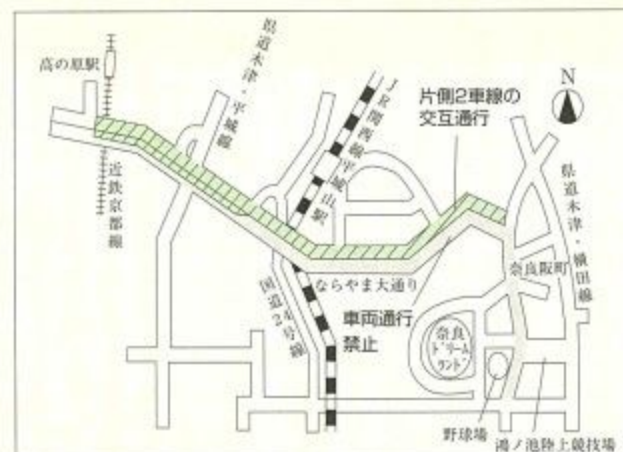 高の原駅
近鉄京都線
県道木津・平城線
JR関西線平城山駅
片側2車線の
交互通行
N
県道木津・横田線
奈良阪町
ならやま大通り
国道24号線
車両通行
禁止
奈良
ドリーム
ランド
野球場
鴻ノ池陸上競技場